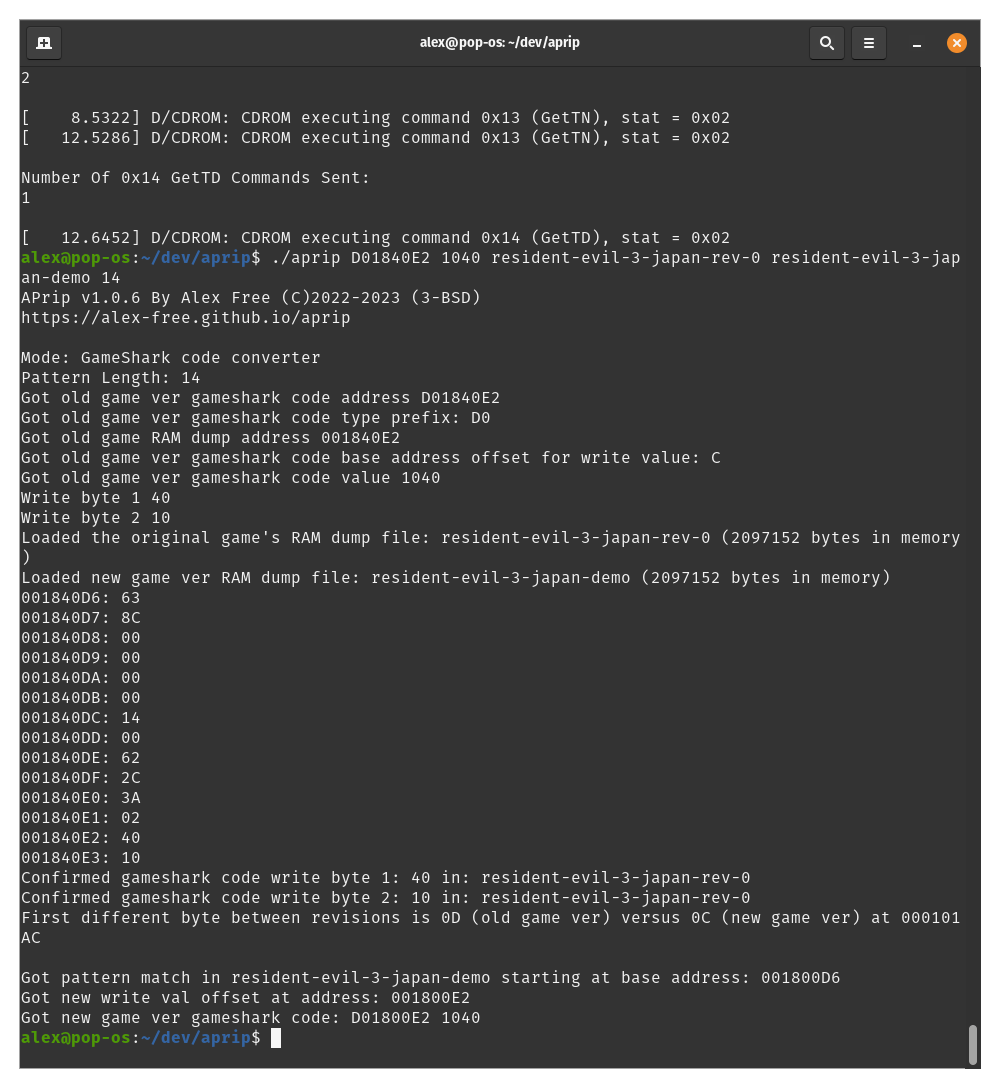 alex@pop-os: ~/dev/aprip
2
[    8.5322] D/CDROM: CDROM executing command 0x13 (GetTN), stat = 0x02
[   12.5286] D/CDROM: CDROM executing command 0x13 (GetTN), stat = 0x02
Number Of 0x14 GetTD Commands Sent:
1
[   12.6452] D/CDROM: CDROM executing command 0x14 (GetTD), stat = 0x02
alex@pop-os:~/dev/aprip$ ./aprip D01840E2 1040 resident-evil-3-japan-rev-0 resident-evil-3-jap
an-demo 14
APrip v1.0.6 By Alex Free (C)2022-2023 (3-BSD)
https://alex-free.github.io/aprip
Mode: GameShark code converter
Pattern Length: 14
Got old game ver gameshark code address D01840E2
Got old game ver gameshark code type prefix: D0
Got old game RAM dump address 001840E2
Got old game ver gameshark code base address offset for write value: C
Got old game ver gameshark code value 1040
Write byte 1 40
Write byte 2 10
Loaded the original game's RAM dump file: resident-evil-3-japan-rev-0 (2097152 bytes in memory
)
Loaded new game ver RAM dump file: resident-evil-3-japan-demo (2097152 bytes in memory)
001840D6: 63
001840D7: 8C
001840D8: 00
001840D9: 00
001840DA: 00
001840DB: 00
001840DC: 14
001840DD: 00
001840DE: 62
001840DF: 2C
001840E0: 3A
001840E1: 02
001840E2: 40
001840E3: 10
Confirmed gameshark code write byte 1: 40 in: resident-evil-3-japan-rev-0
Confirmed gameshark code write byte 2: 10 in: resident-evil-3-japan-rev-0
First different byte between revisions is 0D (old game ver) versus 0C (new game ver) at 000101
AC
Got pattern match in resident-evil-3-japan-demo starting at base address: 001800D6
Got new write val offset at address: 001800E2
Got new game ver gameshark code: D01800E2 1040
alex@pop-os:~/dev/aprip$